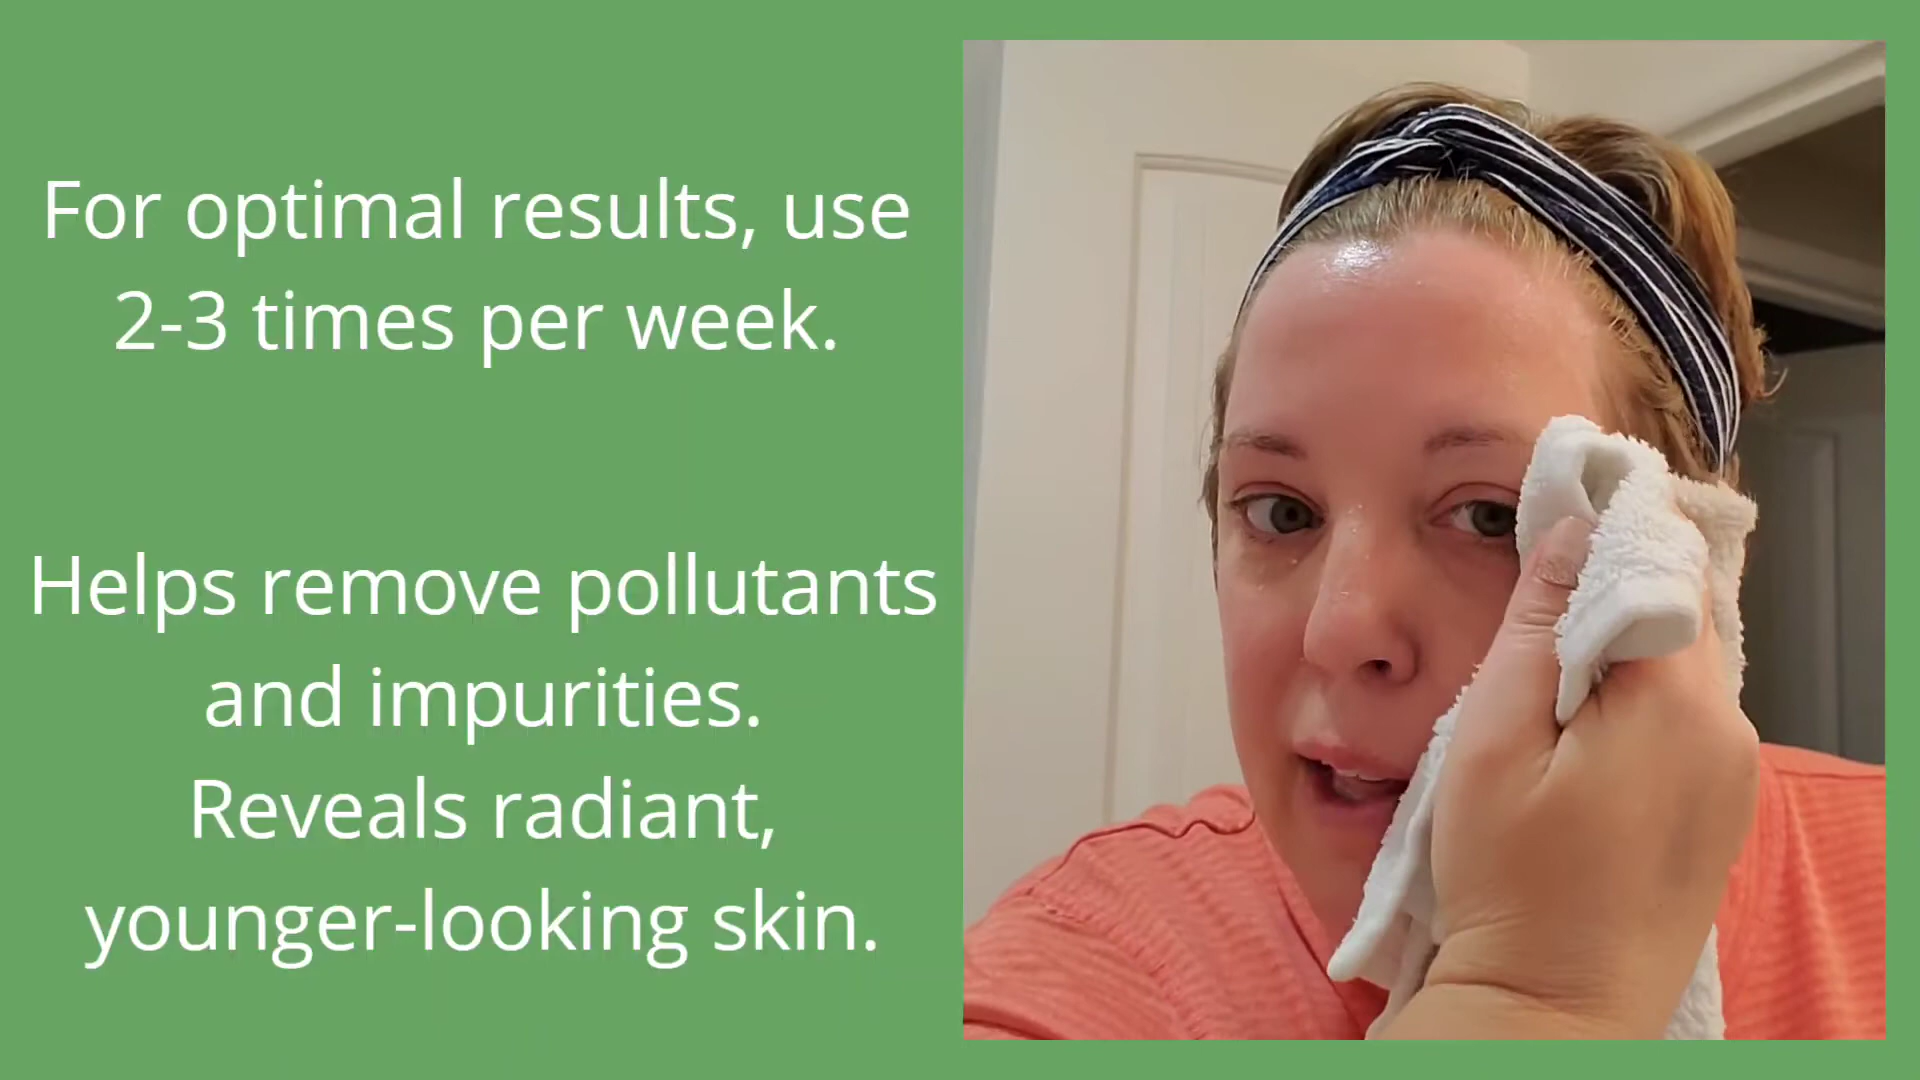 For optimal results, use
2-3 times per week.
Helps remove pollutants
and impurities.
Reveals radiant,
younger-looking skin.